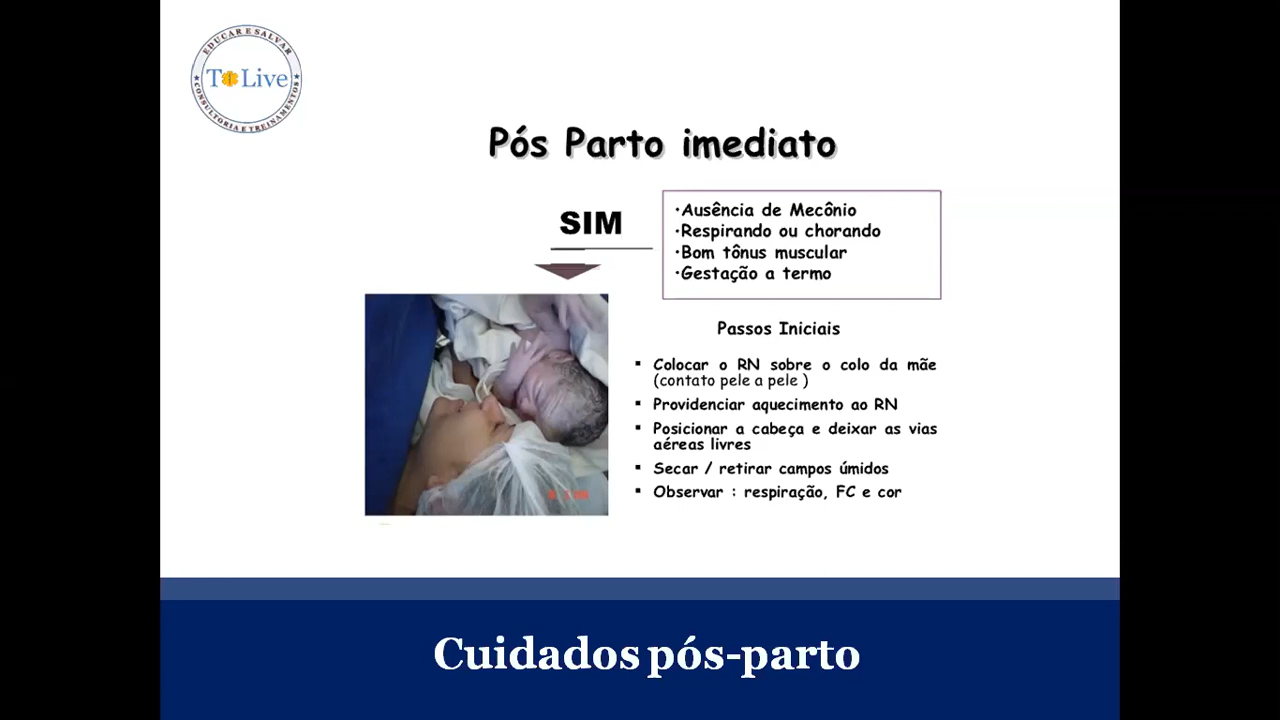 EDUCAR E SALVAR
To Live
CONSULTORIA E TREINAMENTOS
Pós Parto imediato
SIM
•Ausência de Mecônio
•Respirando ou chorando
•Bom tônus muscular
•Gestação a termo
Passos Iniciais
▪ Colocar o RN sobre o colo da mãe
(contato pele a pele )
▪ Providenciar aquecimento ao RN
▪ Posicionar a cabeça e deixar as vias
aéreas livres
▪ Secar / retirar campos úmidos
▪ Observar : respiração, FC e cor
Cuidados pós-parto